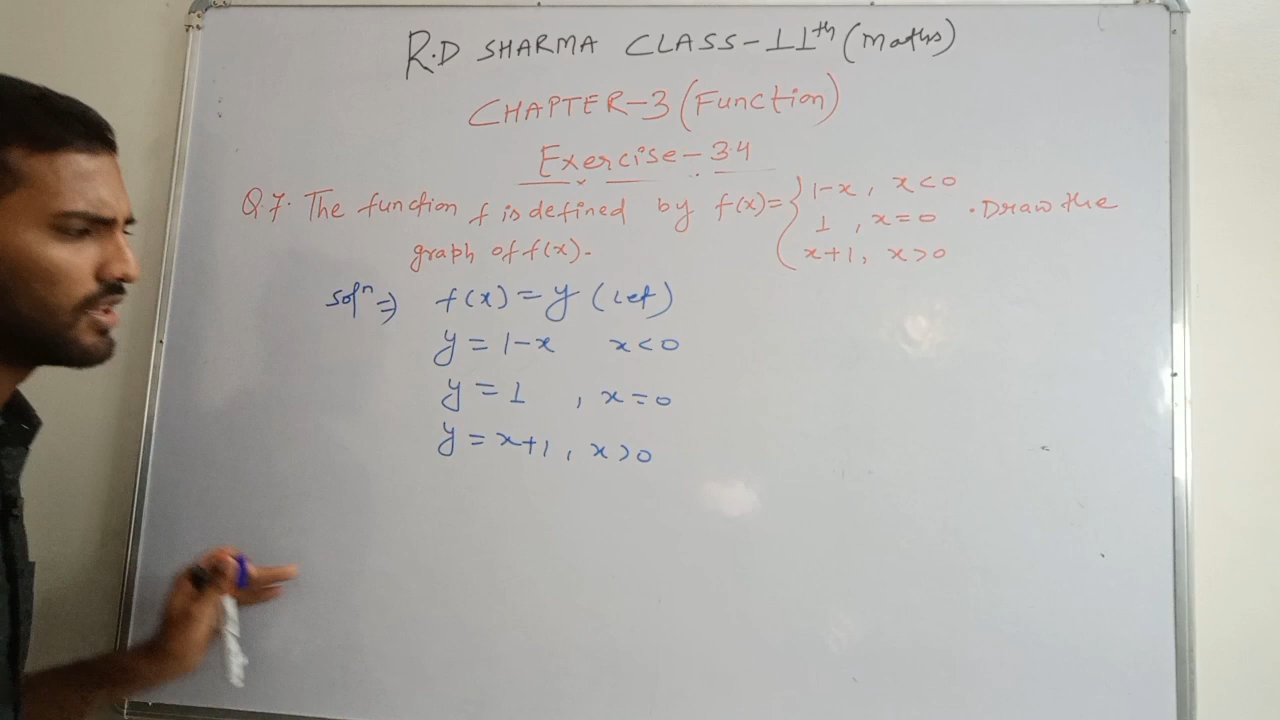 R.D SHARMA CLASS-11th (Maths)
CHAPTER-3 (Function)
Exercise-3.4
Q.7. The function f is defined by f(x)= { 1-x, x<0
1, x=0
x+1, x>0 . Draw the
graph of f(x).
Solⁿ ⇒ f(x)=y (Let)
y = 1-x x<0
y = 1 , x=0
y = x+1, x>0